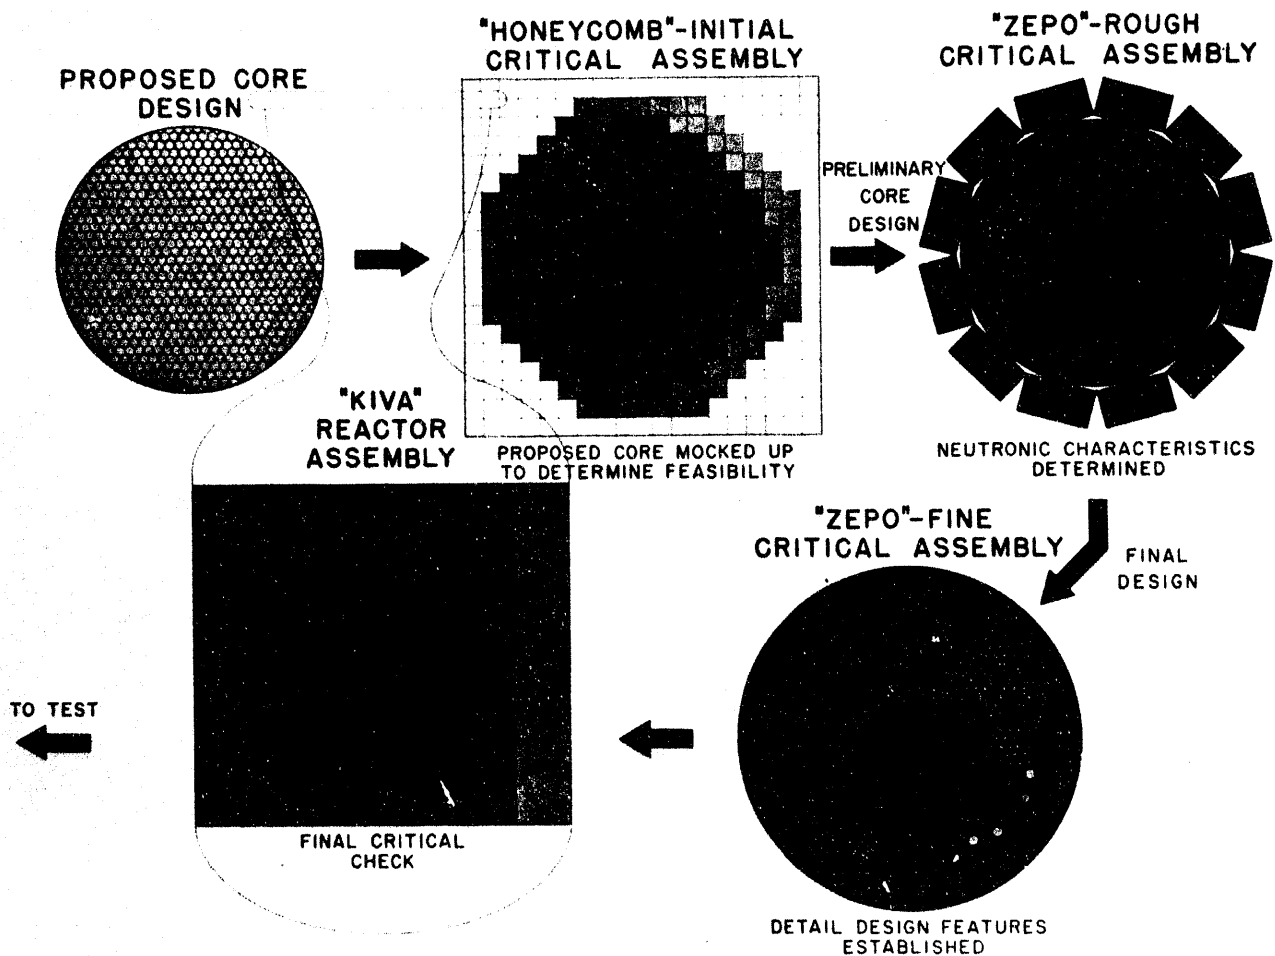 PROPOSED CORE
DESIGN
"HONEYCOMB"-INITIAL
CRITICAL ASSEMBLY
PROPOSED CORE MOCKED UP
TO DETERMINE FEASIBILITY
PRELIMINARY
CORE
DESIGN
"ZEPO"-ROUGH
CRITICAL ASSEMBLY
NEUTRONIC CHARACTERISTICS
DETERMINED
FINAL
DESIGN
"ZEPO"-FINE
CRITICAL ASSEMBLY
DETAIL DESIGN FEATURES
ESTABLISHED
"KIVA"
REACTOR
ASSEMBLY
FINAL CRITICAL
CHECK
TO TEST